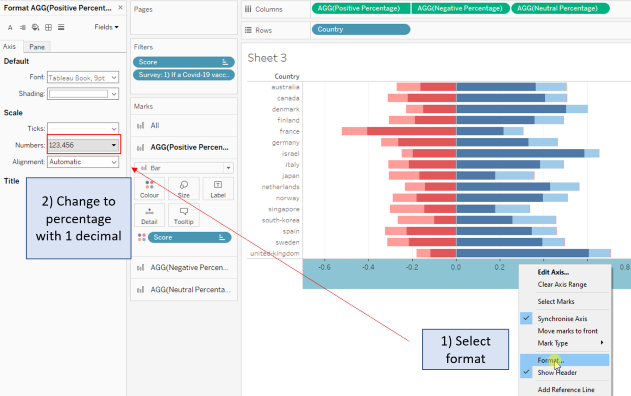 Format AGG(Positive Percent...
Fields
Axis
Pane
Default
Font: Tableau Book, 9pt
Shading:
Scale
Ticks:
Numbers: 123.456
Alignment: Automatic
Title
2) Change to
percentage
with 1 decimal
Pages
Filters
Score
Survey: 1) If a Covid-19 vacc...
Marks
All
AGG(Positive Percen...
Bar
Colour
Size
Label
Detail
Tooltip
Score
AGG(Negative Percen...
AGG(Neutral Percenta...
Columns
AGG(Positive Percentage)
AGG(Negative Percentage)
AGG(Neutral Percentage)
Rows
Country
Sheet 3
Country
australia
canada
denmark
finland
france
germany
israel
italy
japan
netherlands
norway
singapore
south-korea
spain
sweden
united-kingdom
-0.6
-0.4
-0.2
0.0
0.2
0.8
1) Select
format
Edit Axis...
Clear Axis Range
Select Marks
Synchronise Axis
Move marks to front
Mark Type
Format...
Show Header
Add Reference Line